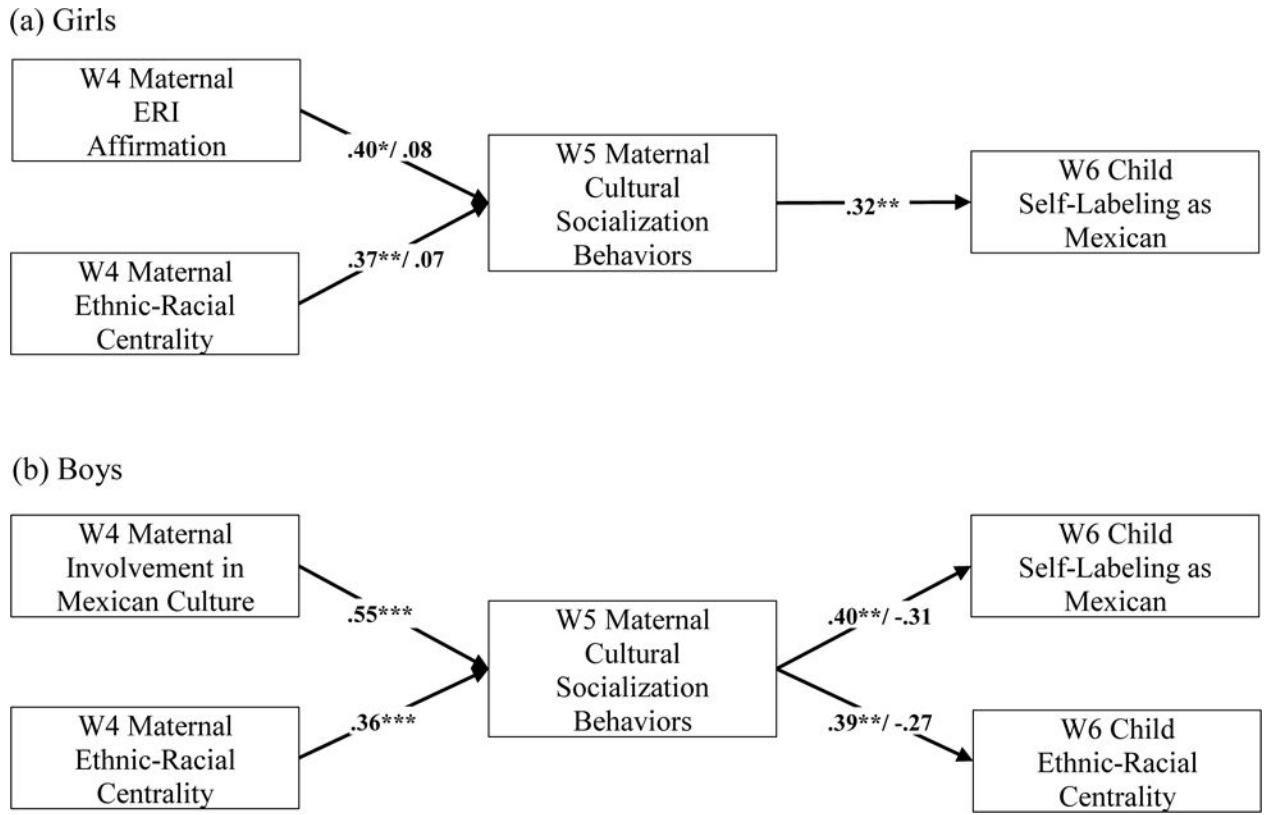 (a) Girls
W4 Maternal
ERI
Affirmation
.40*/ .08
W4 Maternal
Ethnic-Racial
Centrality
.37**/ .07
W5 Maternal
Cultural
Socialization
Behaviors
.32**
W6 Child
Self-Labeling as
Mexican
(b) Boys
W4 Maternal
Involvement in
Mexican Culture
.55***
W4 Maternal
Ethnic-Racial
Centrality
.36***
W5 Maternal
Cultural
Socialization
Behaviors
.40**/ -.31
W6 Child
Self-Labeling as
Mexican
.39**/ -.27
W6 Child
Ethnic-Racial
Centrality